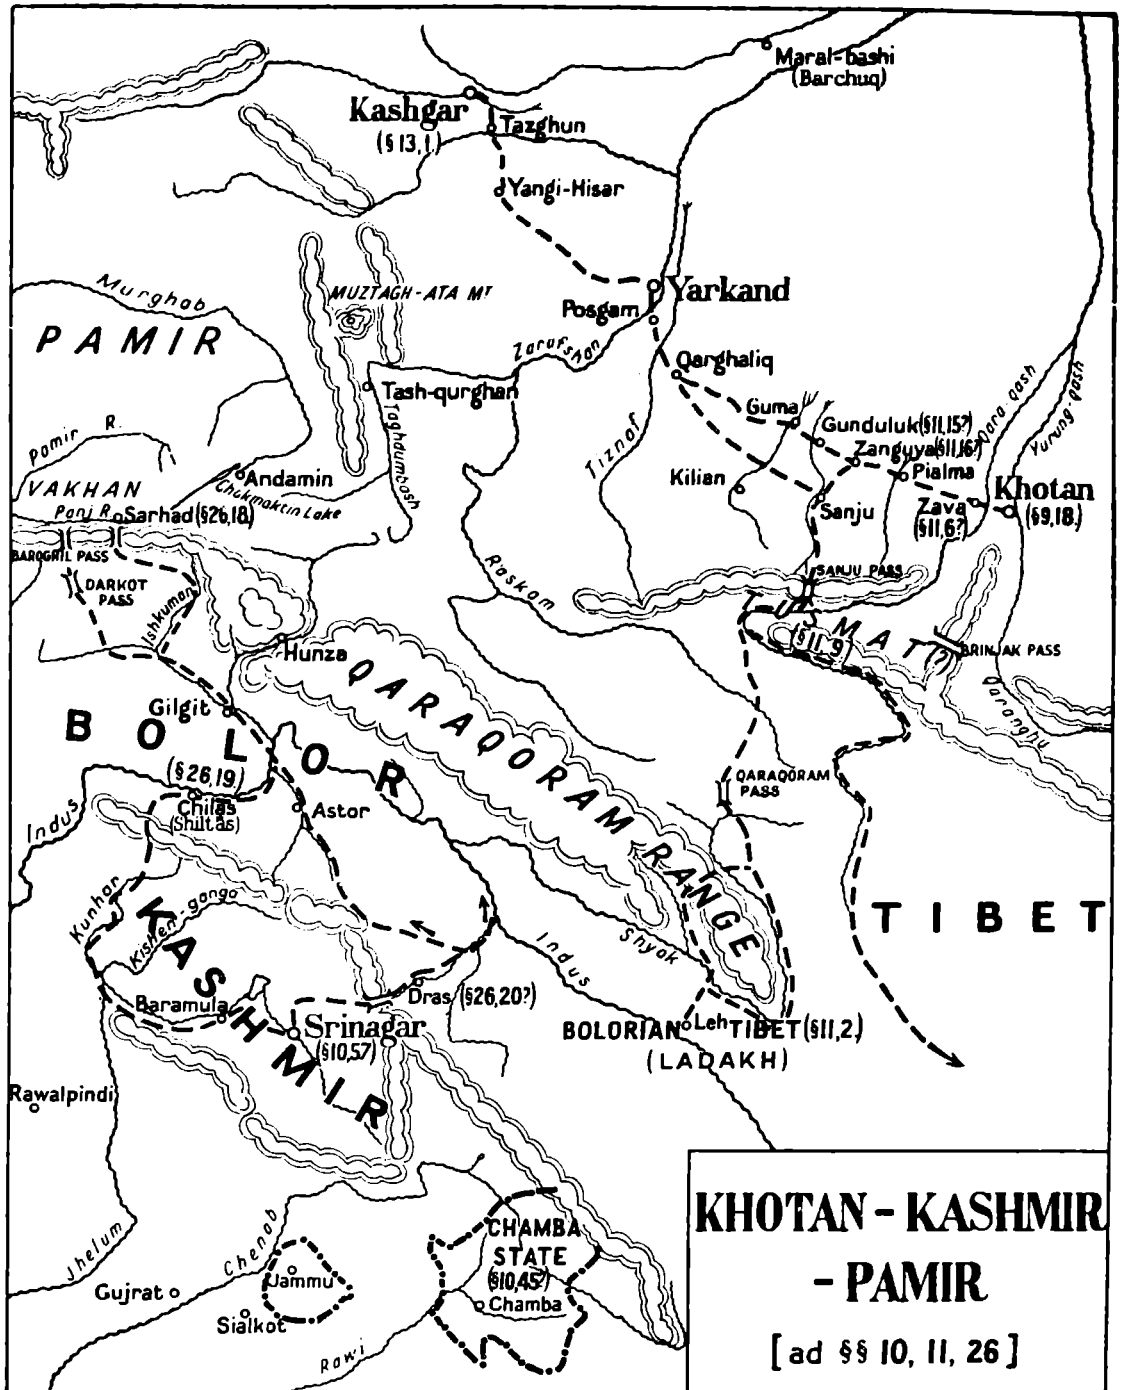 Maral-bashi
(Barchuq)
Kashgar
(§ 13,1.)
Tazghun
Yangi-Hisar
Murghab
MUZTAGH-ATA Mᵀ
PAMIR
Yarkand
Posgam
Zarafshan
Qarghaliq
Tash-qurghan
Taghdumbash
Guma
Gunduluk (§11,15?)
Zanguya (§11,16?)
Pialma
Qara-qash
Yurung-qash
Tiznaf
Kilian
Sanju
Zava
(§11,6?)
Khotan
(§9,18.)
Pamir R.
Andamin
Chakmaktin Lake
VAKHAN
Panj R.
Sarhad (§26,18.)
BAROGHIL PASS
DARKOT
PASS
Ishkuman
Raskam
SANJU PASS
TUSMAT (?)
(§11,9)
BRINJAK PASS
Qaranghu
Hunza
QARAQORAM RANGE
Gilgit
BOLOR
(§26,19.)
Chilas
(Shiltas)
Astor
Indus
QARAQORAM
PASS
Kunhar
Kishen-ganga
KASHMIR
TIBET
Indus
Shyok
Dras (§26,20?)
Baramula
Srinagar
(§10,57)
BOLORIAN TIBET (§11,2.)
Leh
(LADAKH)
Rawalpindi
Jhelum
Chenab
Gujrat
Jammu
Sialkot
Rawi
CHAMBA
STATE
(§10,45?)
Chamba
KHOTAN - KASHMIR
- PAMIR
[ad §§ 10, 11, 26]